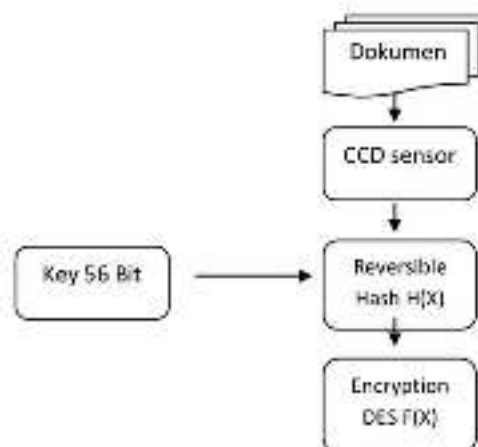 Dokumen
CCD sensor
Key 56 Bit
Reversible
Hash H(X)
Encryption
DES F(X)